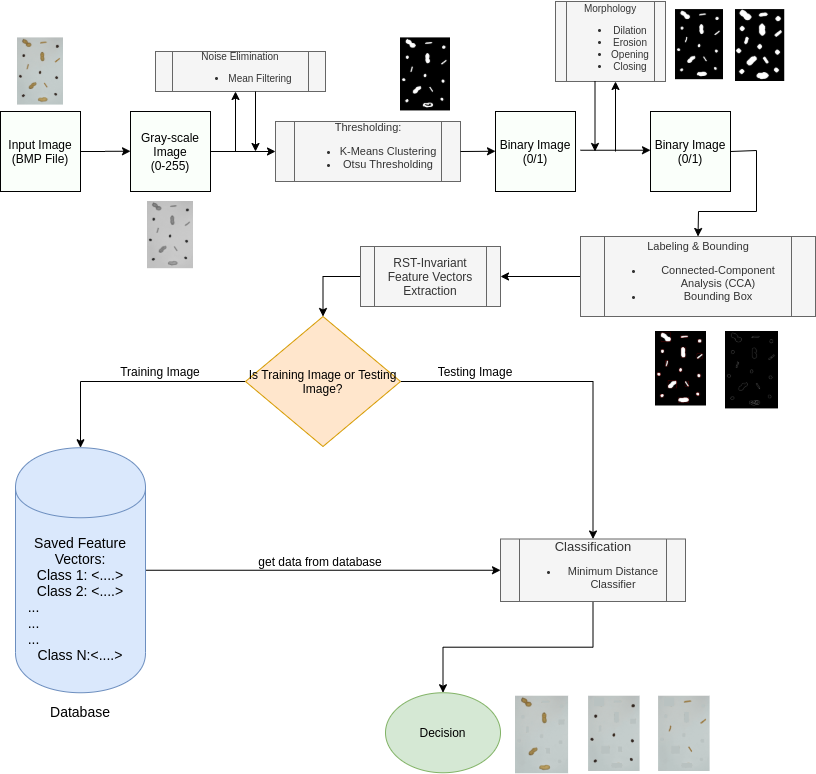 Morphology
• Dilation
• Erosion
• Opening
• Closing
Noise Elimination
• Mean Filtering
Input Image
(BMP File)
Gray-scale
Image
(0-255)
Thresholding:
• K-Means Clustering
• Otsu Thresholding
Binary Image
(0/1)
Binary Image
(0/1)
Labeling & Bounding
• Connected-Component
Analysis (CCA)
• Bounding Box
RST-Invariant
Feature Vectors
Extraction
Is Training Image or Testing
Image?
Training Image
Testing Image
Saved Feature
Vectors:
Class 1: <....>
Class 2: <....>
...
...
...
Class N:<....>
Database
get data from database
Classification
• Minimum Distance
Classifier
Decision